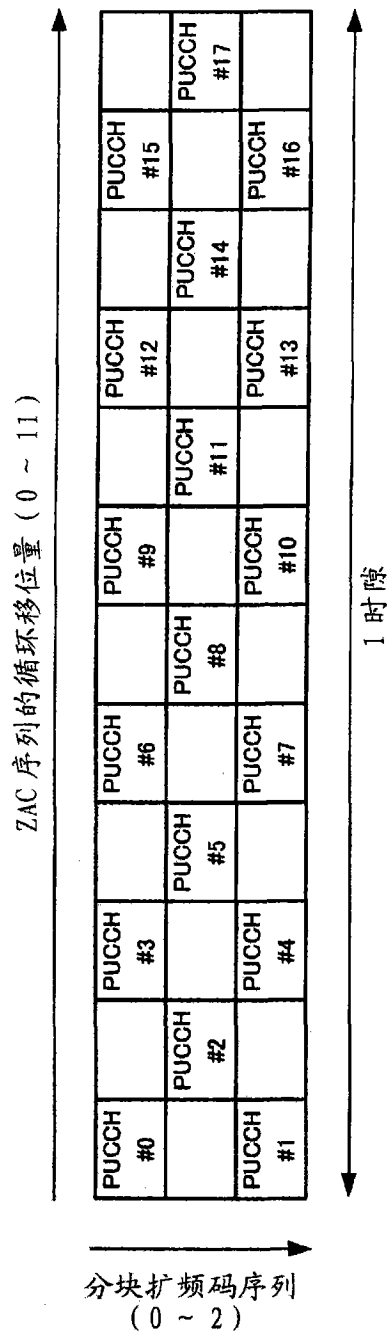 ZAC 序列的循环移位量 (0 ~ 11)
分块扩频码序列
(0 ~ 2)
PUCCH
#0
PUCCH
#3
PUCCH
#6
PUCCH
#9
PUCCH
#12
PUCCH
#15
PUCCH
#2
PUCCH
#5
PUCCH
#8
PUCCH
#11
PUCCH
#14
PUCCH
#17
PUCCH
#1
PUCCH
#4
PUCCH
#7
PUCCH
#10
PUCCH
#13
PUCCH
#16
1 时隙